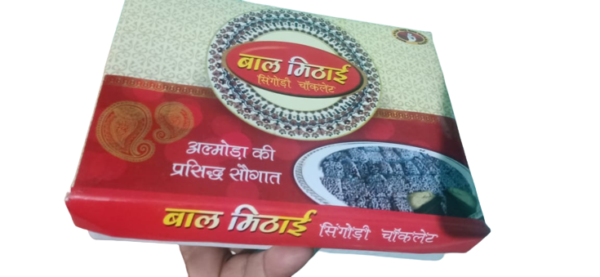 बाल मिठाई
सिंगोड़ी चॉकलेट
अल्मोड़ा की
प्रसिद्ध सौगात
बाल मिठाई सिंगोड़ी चॉकलेट